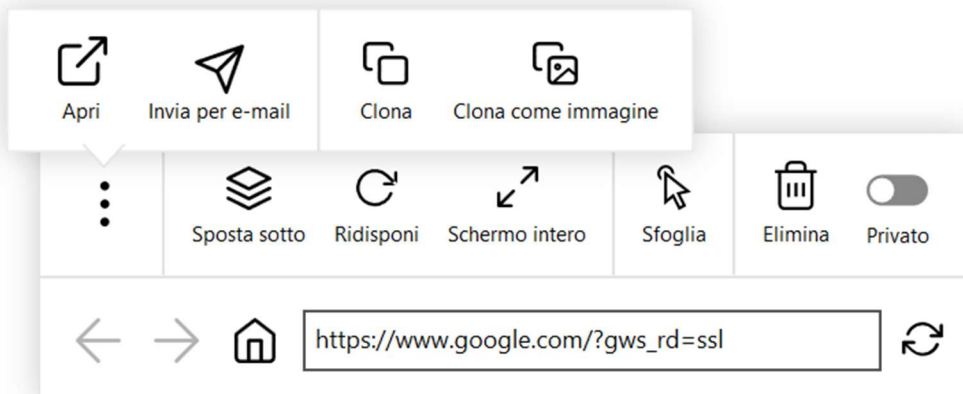 Apri
Invia per e-mail
Clona
Clona come immagine
Sposta sotto
Ridisponi
Schermo intero
Sfoglia
Elimina
Privato
https://www.google.com/?gws_rd=ssl